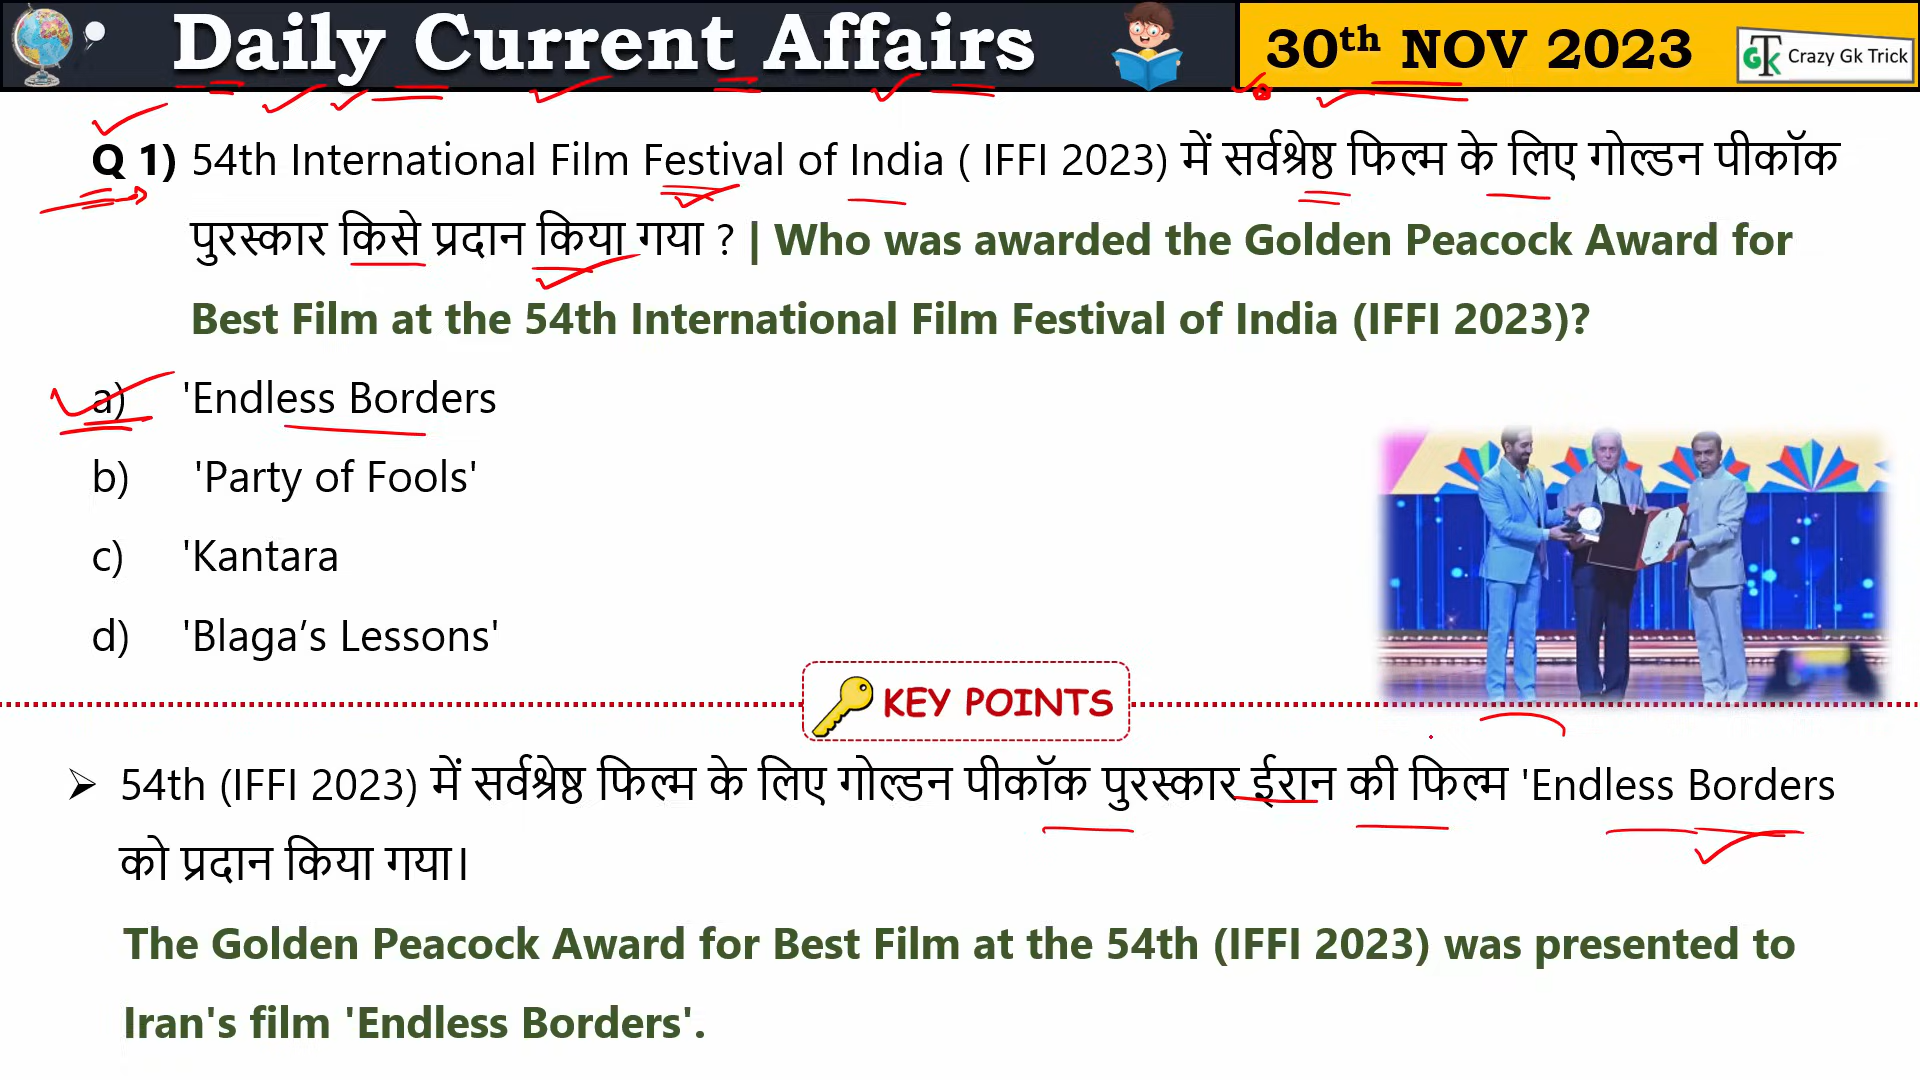 Daily Current Affairs
30th NOV 2023
GTK Crazy Gk Trick
Q 1) 54th International Film Festival of India ( IFFI 2023) में सर्वश्रेष्ठ फिल्म के लिए गोल्डन पीकॉक
पुरस्कार किसे प्रदान किया गया ? | Who was awarded the Golden Peacock Award for
Best Film at the 54th International Film Festival of India (IFFI 2023)?
a) 'Endless Borders
b) 'Party of Fools'
c) 'Kantara
d) 'Blaga’s Lessons'
KEY POINTS
➢ 54th (IFFI 2023) में सर्वश्रेष्ठ फिल्म के लिए गोल्डन पीकॉक पुरस्कार ईरान की फिल्म 'Endless Borders
को प्रदान किया गया।
The Golden Peacock Award for Best Film at the 54th (IFFI 2023) was presented to
Iran's film 'Endless Borders'.